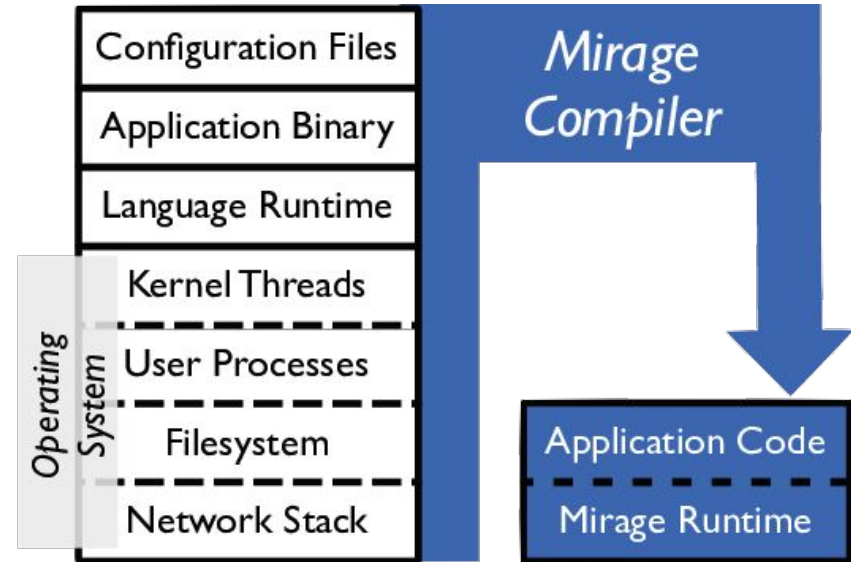 Configuration Files
Application Binary
Language Runtime
Kernel Threads
User Processes
Filesystem
Network Stack
Operating
System
Mirage
Compiler
Application Code
Mirage Runtime